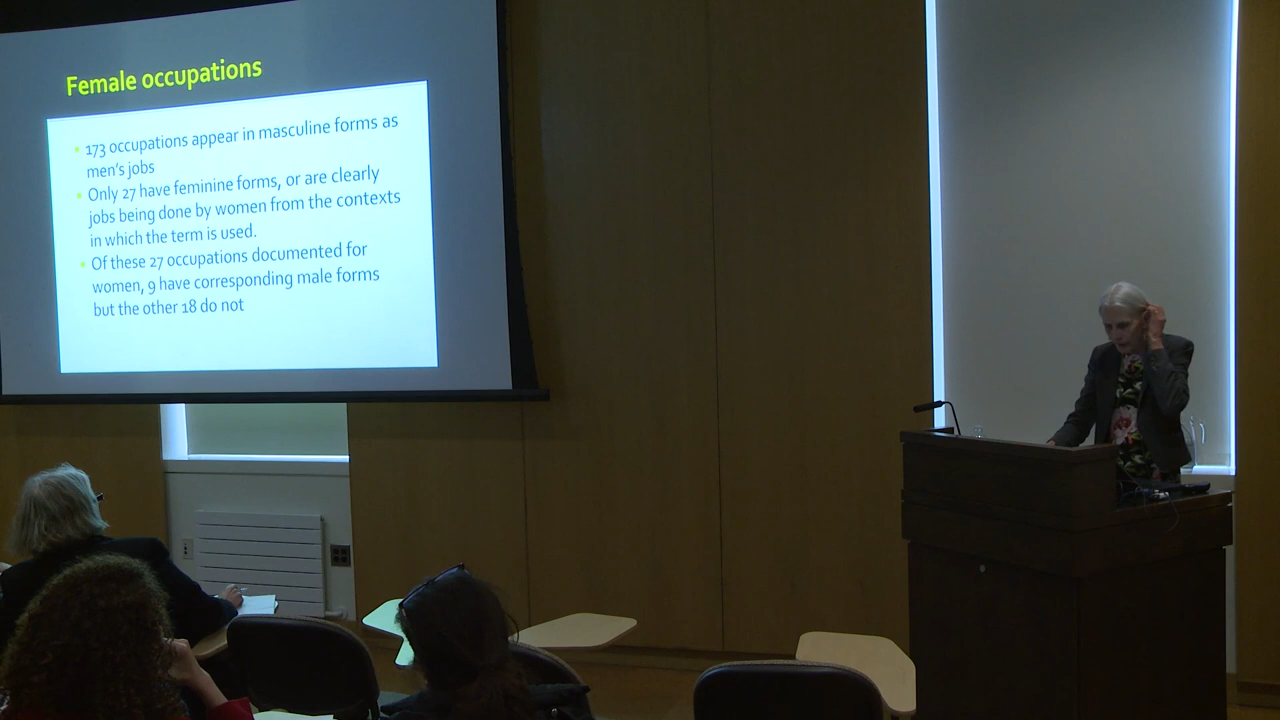 Female occupations
173 occupations appear in masculine forms as
men's jobs
Only 27 have feminine forms, or are clearly
jobs being done by women from the contexts
in which the term is used.
Of these 27 occupations documented for
women, 9 have corresponding male forms
but the other 18 do not